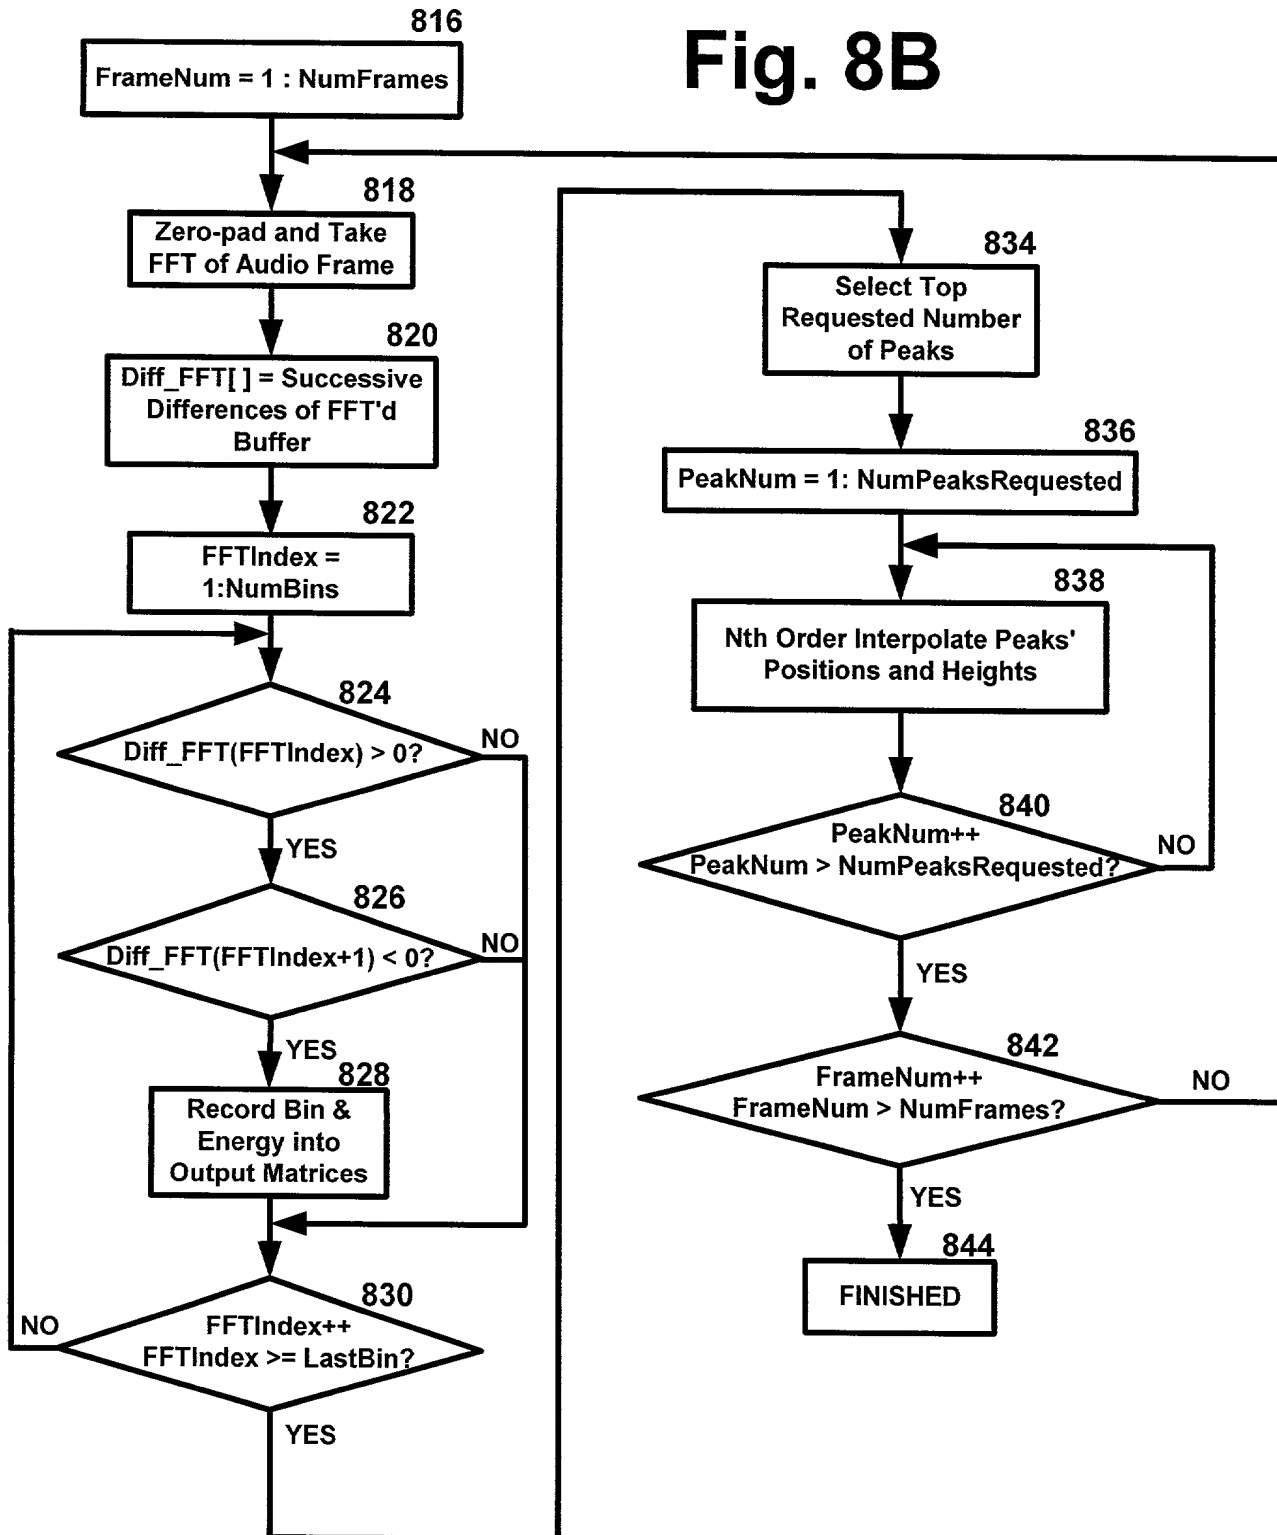 Fig. 8B
816
FrameNum = 1 : NumFrames
818
Zero-pad and Take
FFT of Audio Frame
820
Diff_FFT[ ] = Successive
Differences of FFT'd
Buffer
822
FFTIndex =
1:NumBins
824
Diff_FFT(FFTIndex) > 0?
NO
YES
826
Diff_FFT(FFTIndex+1) < 0?
NO
YES
828
Record Bin &
Energy into
Output Matrices
830
FFTIndex++
FFTIndex >= LastBin?
NO
YES
834
Select Top
Requested Number
of Peaks
836
PeakNum = 1: NumPeaksRequested
838
Nth Order Interpolate Peaks'
Positions and Heights
840
PeakNum++
PeakNum > NumPeaksRequested?
NO
YES
842
FrameNum++
FrameNum > NumFrames?
NO
YES
844
FINISHED